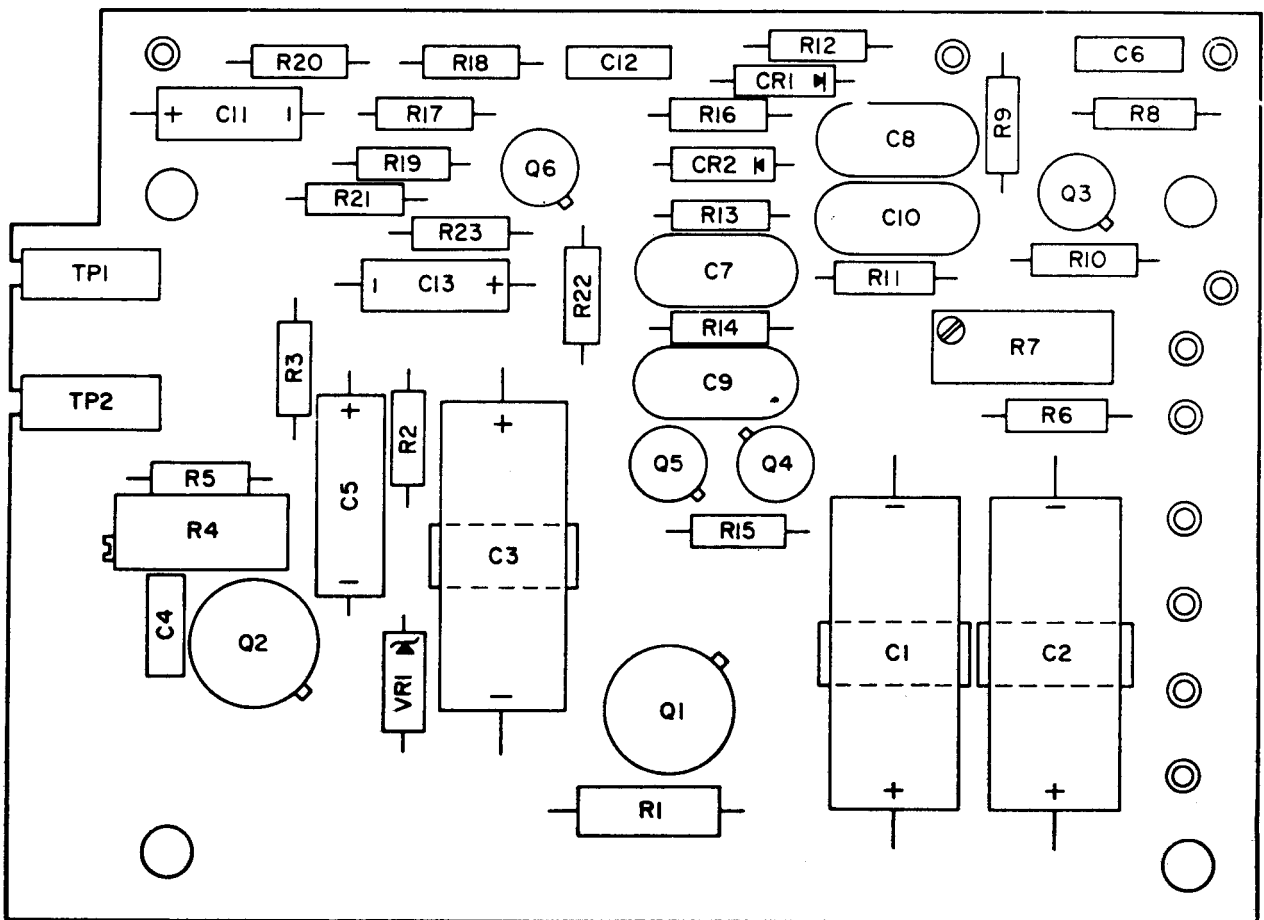 R12
R20
R18
C12
C6
CR1
+ C11 –
R17
R16
R9
R8
C8
R19
Q6
CR2
Q3
R21
R13
C10
R23
R10
TP1
– C13 +
R22
C7
R11
R3
R14
R7
TP2
C9
R6
+
R2
+
Q5
Q4
R5
C5
R4
R15
–
–
C3
–
C4
Q2
VR1
C1
C2
–
Q1
+
+
R1